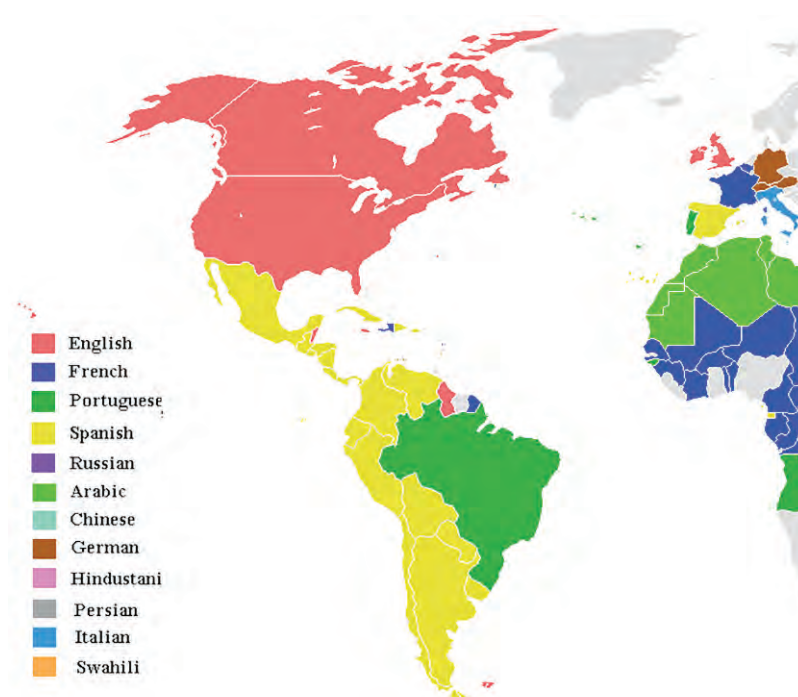 English
French
Portuguese
Spanish
Russian
Arabic
Chinese
German
Hindustani
Persian
Italian
Swahili